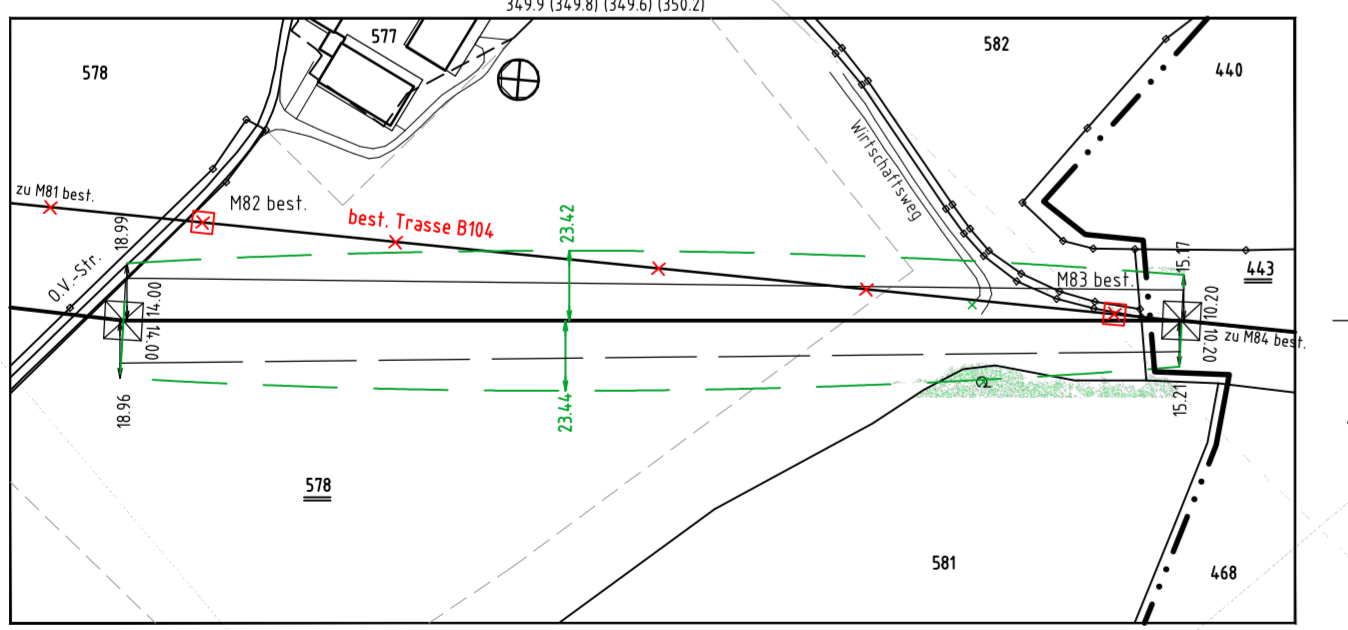 349.9 (349.8) (349.6) (350.2)
577
582
578
440
Wirtschaftsweg
zu M81 best.
M82 best.
best. Trasse B104
18.99
23.42
15.17
O.V.-Str.
M83 best.
443
14.00
14.00
10.20
10.20
zu M84 best.
18.96
23.44
15.21
578
581
468